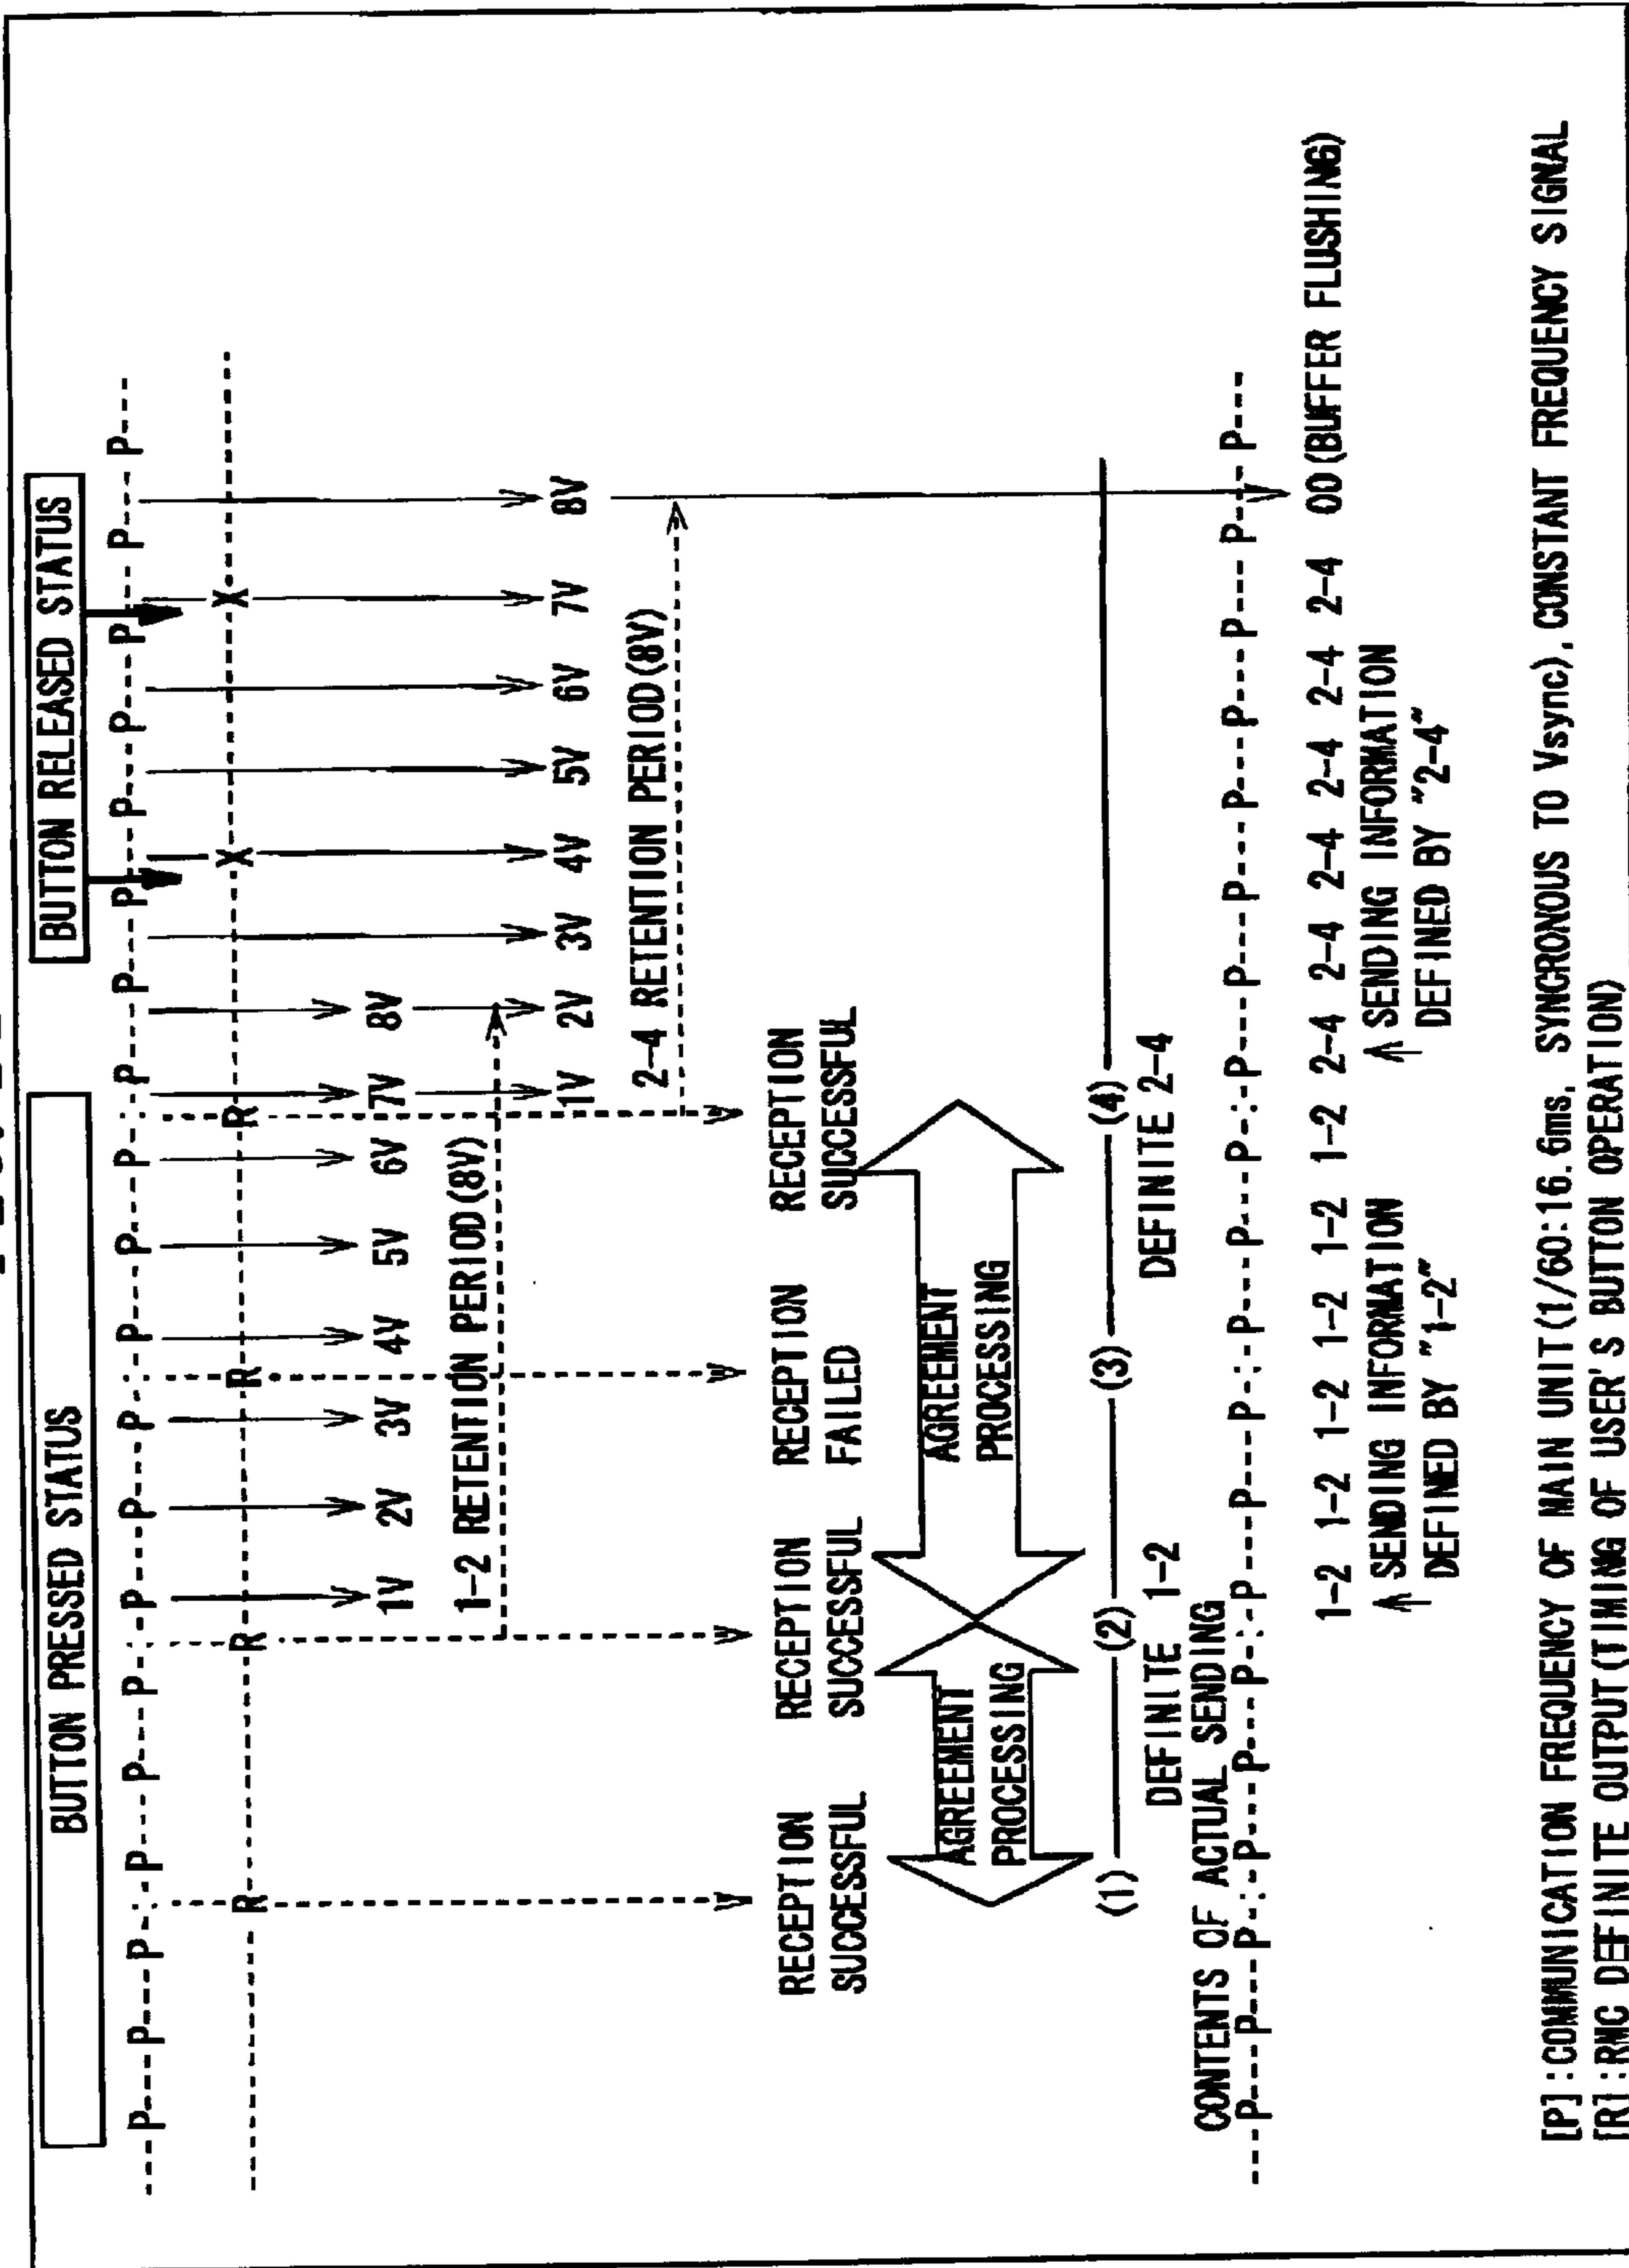 BUTTON PRESSED STATUS
BUTTON RELEASED STATUS
---P----P---P-:-P----P----P-:-P---P----P-:-P----P----P-:-P---P----P----P----P----P---P---P----
R R R R X X
1V 2V 3V 4V 5V 6V 7V 8V
1-2 RETENTION PERIOD(8V)
1V 2V 3V 4V 5V 6V 7V 8V
2-4 RETENTION PERIOD(8V)
RECEPTION RECEPTION RECEPTION RECEPTION
SUCCESSFUL SUCCESSFUL FAILED SUCCESSFUL
AGREEMENT AGREEMENT
PROCESSING PROCESSING
(1) (2) (3) (4)
DEFINITE 1-2 DEFINITE 2-4
CONTENTS OF ACTUAL SENDING
----P----P----P-:-P---P---P-:-P----P----P-:-P----P----P-:-P----P----P----P----P----P----P---
1-2 1-2 1-2 1-2 1-2 1-2 2-4 2-4 2-4 2-4 2-4 2-4 00(BUFFER FLUSHING)
SENDING INFORMATION SENDING INFORMATION
DEFINED BY "1-2" DEFINED BY "2-4"
[P]:COMMUNICATION FREQUENCY OF MAIN UNIT(1/60:16.6ms, SYNCRONOUS TO Vsync), CONSTANT FREQUENCY SIGNAL
[R]:RMC DEFINITE OUTPUT(TIMING OF USER'S BUTTON OPERATION)